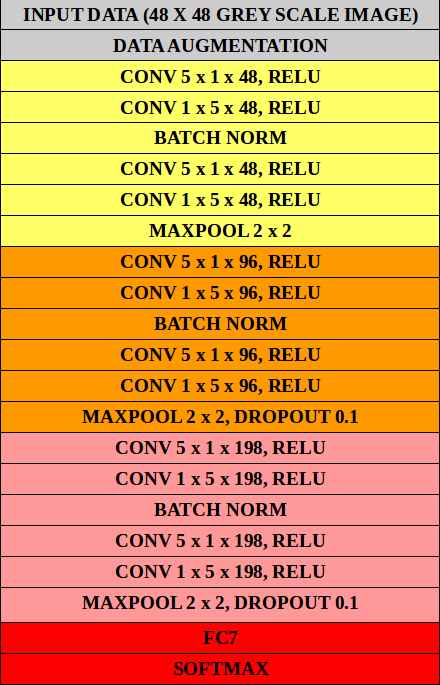 INPUT DATA (48 X 48 GREY SCALE IMAGE)
DATA AUGMENTATION
CONV 5 x 1 x 48, RELU
CONV 1 x 5 x 48, RELU
BATCH NORM
CONV 5 x 1 x 48, RELU
CONV 1 x 5 x 48, RELU
MAXPOOL 2 x 2
CONV 5 x 1 x 96, RELU
CONV 1 x 5 x 96, RELU
BATCH NORM
CONV 5 x 1 x 96, RELU
CONV 1 x 5 x 96, RELU
MAXPOOL 2 x 2, DROPOUT 0.1
CONV 5 x 1 x 198, RELU
CONV 1 x 5 x 198, RELU
BATCH NORM
CONV 5 x 1 x 198, RELU
CONV 1 x 5 x 198, RELU
MAXPOOL 2 x 2, DROPOUT 0.1
FC7
SOFTMAX